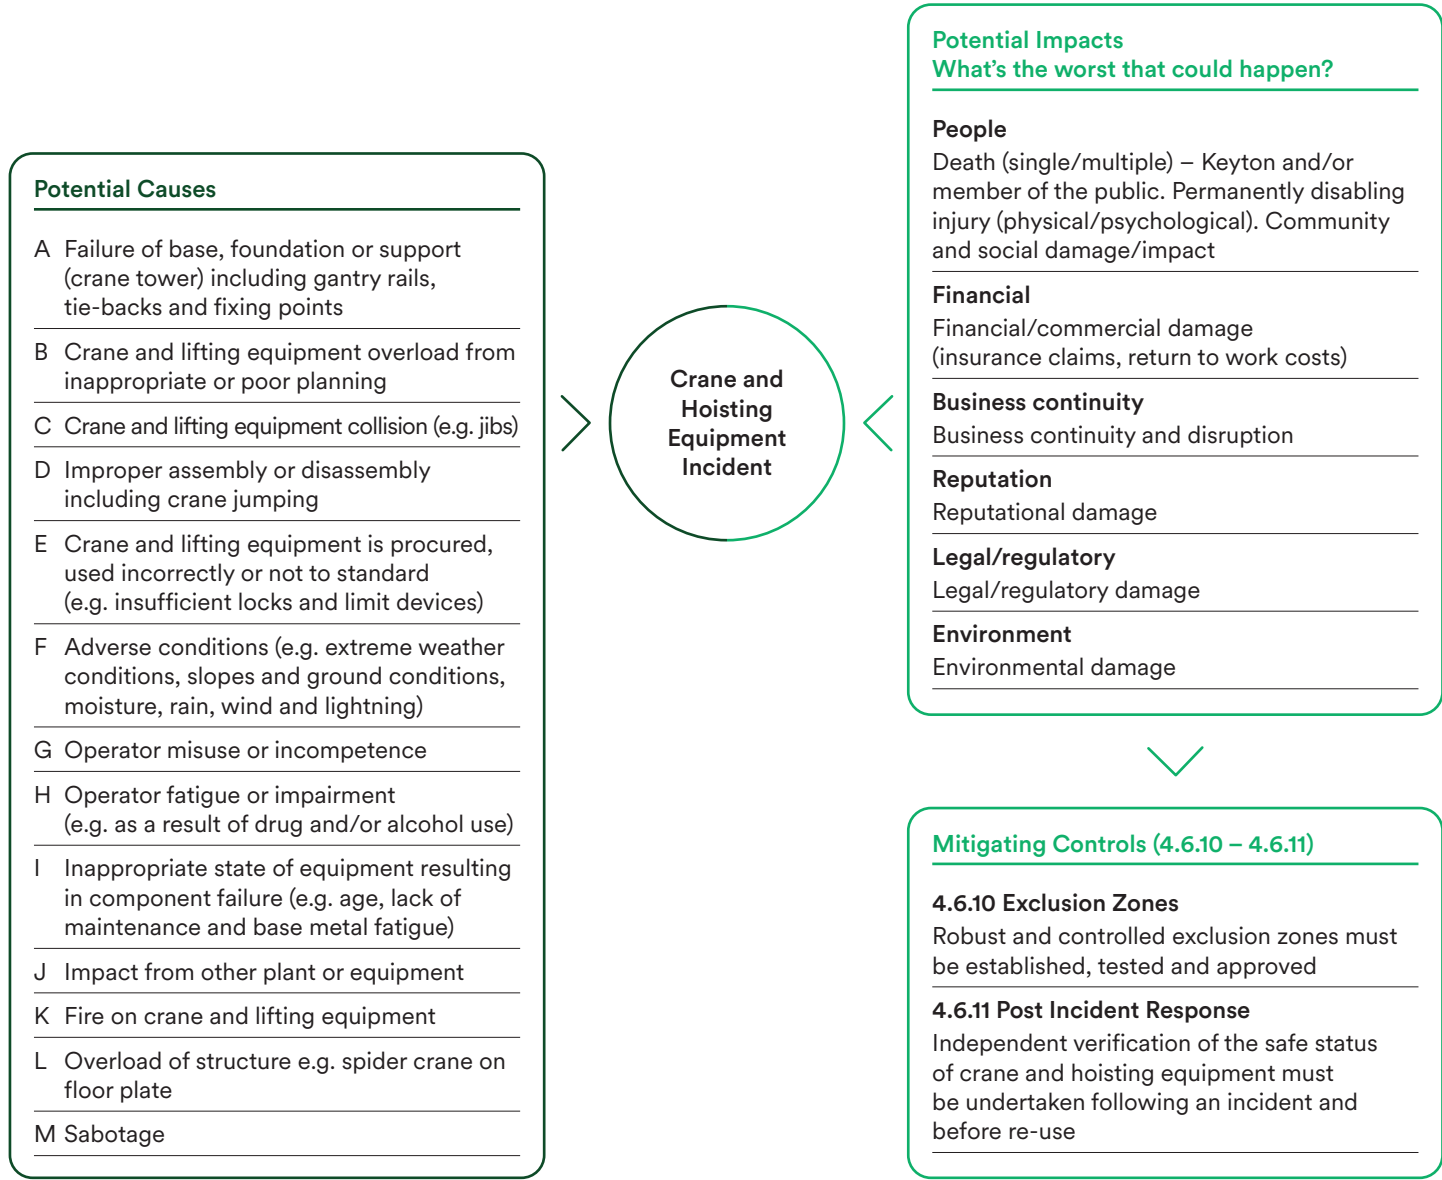 Potential Causes
A Failure of base, foundation or support
(crane tower) including gantry rails,
tie-backs and fixing points
B Crane and lifting equipment overload from
inappropriate or poor planning
C Crane and lifting equipment collision (e.g. jibs)
D Improper assembly or disassembly
including crane jumping
E Crane and lifting equipment is procured,
used incorrectly or not to standard
(e.g. insufficient locks and limit devices)
F Adverse conditions (e.g. extreme weather
conditions, slopes and ground conditions,
moisture, rain, wind and lightning)
G Operator misuse or incompetence
H Operator fatigue or impairment
(e.g. as a result of drug and/or alcohol use)
I Inappropriate state of equipment resulting
in component failure (e.g. age, lack of
maintenance and base metal fatigue)
J Impact from other plant or equipment
K Fire on crane and lifting equipment
L Overload of structure e.g. spider crane on
floor plate
M Sabotage
Crane and
Hoisting
Equipment
Incident
Potential Impacts
What's the worst that could happen?
People
Death (single/multiple) – Keyton and/or
member of the public. Permanently disabling
injury (physical/psychological). Community
and social damage/impact
Financial
Financial/commercial damage
(insurance claims, return to work costs)
Business continuity
Business continuity and disruption
Reputation
Reputational damage
Legal/regulatory
Legal/regulatory damage
Environment
Environmental damage
Mitigating Controls (4.6.10 – 4.6.11)
4.6.10 Exclusion Zones
Robust and controlled exclusion zones must
be established, tested and approved
4.6.11 Post Incident Response
Independent verification of the safe status
of crane and hoisting equipment must
be undertaken following an incident and
before re-use